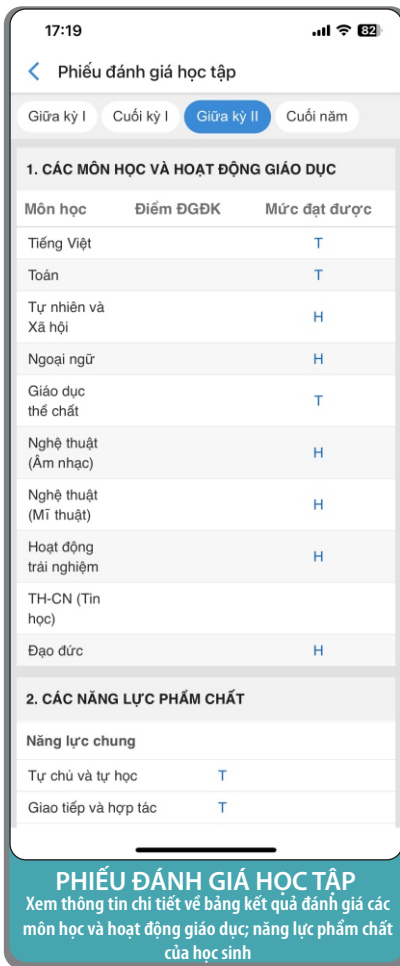 17:19
82
Phiếu đánh giá học tập
Giữa kỳ I Cuối kỳ I Giữa kỳ II Cuối năm
1. CÁC MÔN HỌC VÀ HOẠT ĐỘNG GIÁO DỤC
Môn học Điểm ĐGĐK Mức đạt được
Tiếng Việt T
Toán T
Tự nhiên và
Xã hội H
Ngoại ngữ H
Giáo dục
thể chất T
Nghệ thuật
(Âm nhạc) H
Nghệ thuật
(Mĩ thuật) H
Hoạt động
trải nghiệm H
TH-CN (Tin
học)
Đạo đức H
2. CÁC NĂNG LỰC PHẨM CHẤT
Năng lực chung
Tự chủ và tự học T
Giao tiếp và hợp tác T
PHIẾU ĐÁNH GIÁ HỌC TẬP
Xem thông tin chi tiết về bảng kết quả đánh giá các
môn học và hoạt động giáo dục; năng lực phẩm chất
của học sinh